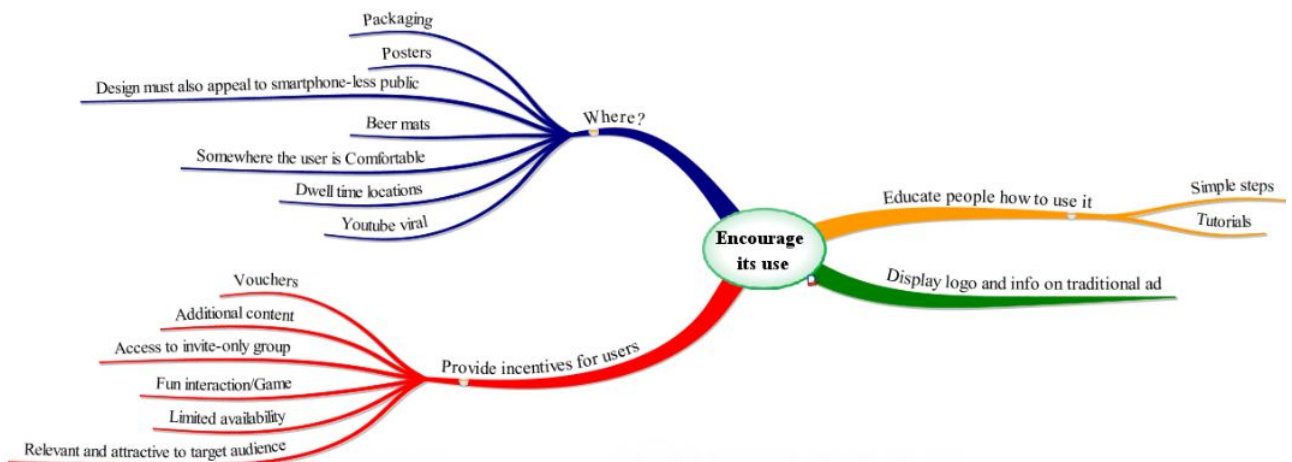 Encourage
its use
Where?
Packaging
Posters
Design must also appeal to smartphone-less public
Beer mats
Somewhere the user is Comfortable
Dwell time locations
Youtube viral
Provide incentives for users
Vouchers
Additional content
Access to invite-only group
Fun interaction/Game
Limited availability
Relevant and attractive to target audience
Educate people how to use it
Simple steps
Tutorials
Display logo and info on traditional ad